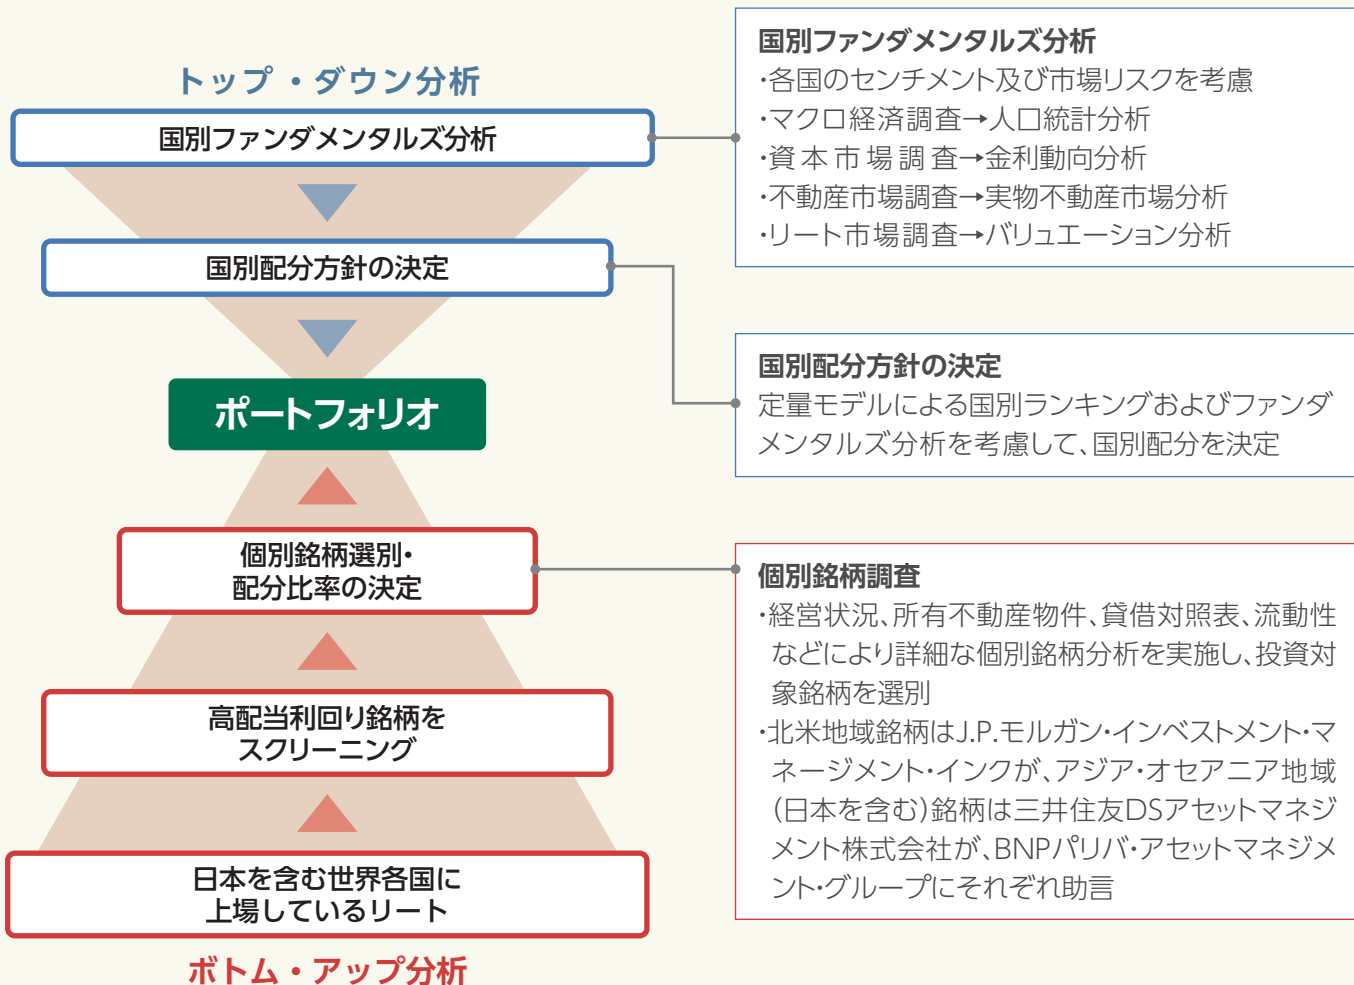 トップ・ダウン分析
国別ファンダメンタルズ分析
国別配分方針の決定
ポートフォリオ
個別銘柄選別・
配分比率の決定
高配当利回り銘柄を
スクリーニング
日本を含む世界各国に
上場しているリート
ボトム・アップ分析
国別ファンダメンタルズ分析
・各国のセンチメント及び市場リスクを考慮
・マクロ経済調査→人口統計分析
・資本市場調査→金利動向分析
・不動産市場調査→実物不動産市場分析
・リート市場調査→バリュエーション分析
国別配分方針の決定
定量モデルによる国別ランキングおよびファンダ
メンタルズ分析を考慮して、国別配分を決定
個別銘柄調査
・経営状況、所有不動産物件、貸借対照表、流動性
などにより詳細な個別銘柄分析を実施し、投資対
象銘柄を選別
・北米地域銘柄はJ.P.モルガン・インベストメント・マ
ネージメント・インクが、アジア・オセアニア地域
(日本を含む)銘柄は三井住友DSアセットマネジ
メント株式会社が、BNPパリバ・アセットマネジメ
ント・グループにそれぞれ助言